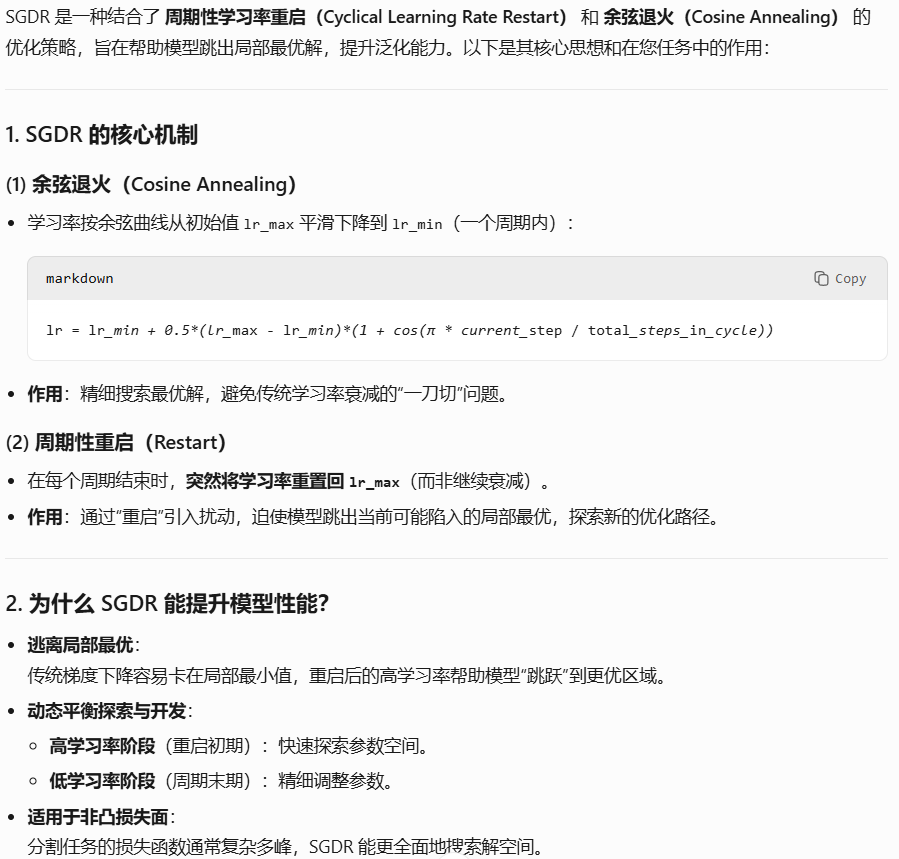 SGDR 是一种结合了 周期性学习率重启（Cyclical Learning Rate Restart） 和 余弦退火（Cosine Annealing） 的
优化策略，旨在帮助模型跳出局部最优解，提升泛化能力。以下是其核心思想和在您任务中的作用：
1. SGDR 的核心机制
(1) 余弦退火（Cosine Annealing）
• 学习率按余弦曲线从初始值 lr_max 平滑下降到 lr_min（一个周期内）：
markdown Copy
lr = lr_min + 0.5*(lr_max - lr_min)*(1 + cos(π * current_step / total_steps_in_cycle))
• 作用：精细搜索最优解，避免传统学习率衰减的“一刀切”问题。
(2) 周期性重启（Restart）
• 在每个周期结束时，突然将学习率重置回 lr_max（而非继续衰减）。
• 作用：通过“重启”引入扰动，迫使模型跳出当前可能陷入的局部最优，探索新的优化路径。
2. 为什么 SGDR 能提升模型性能？
• 逃离局部最优：
传统梯度下降容易卡在局部最小值，重启后的高学习率帮助模型“跳跃”到更优区域。
• 动态平衡探索与开发：
○ 高学习率阶段（重启初期）：快速探索参数空间。
○ 低学习率阶段（周期末期）：精细调整参数。
• 适用于非凸损失面：
分割任务的损失函数通常复杂多峰，SGDR 能更全面地搜索解空间。